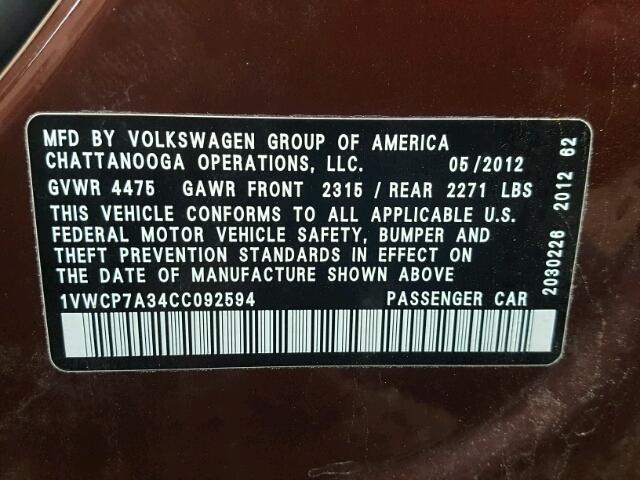 MFD BY VOLKSWAGEN GROUP OF AMERICA
CHATTANOOGA OPERATIONS, LLC. 05/2012
GVWR 4475 GAWR FRONT 2315 / REAR 2271 LBS
THIS VEHICLE CONFORMS TO ALL APPLICABLE U.S.
FEDERAL MOTOR VEHICLE SAFETY, BUMPER AND
THEFT PREVENTION STANDARDS IN EFFECT ON
THE DATE OF MANUFACTURE SHOWN ABOVE
1VWCP7A34CC092594 PASSENGER CAR
2030226 2012 62